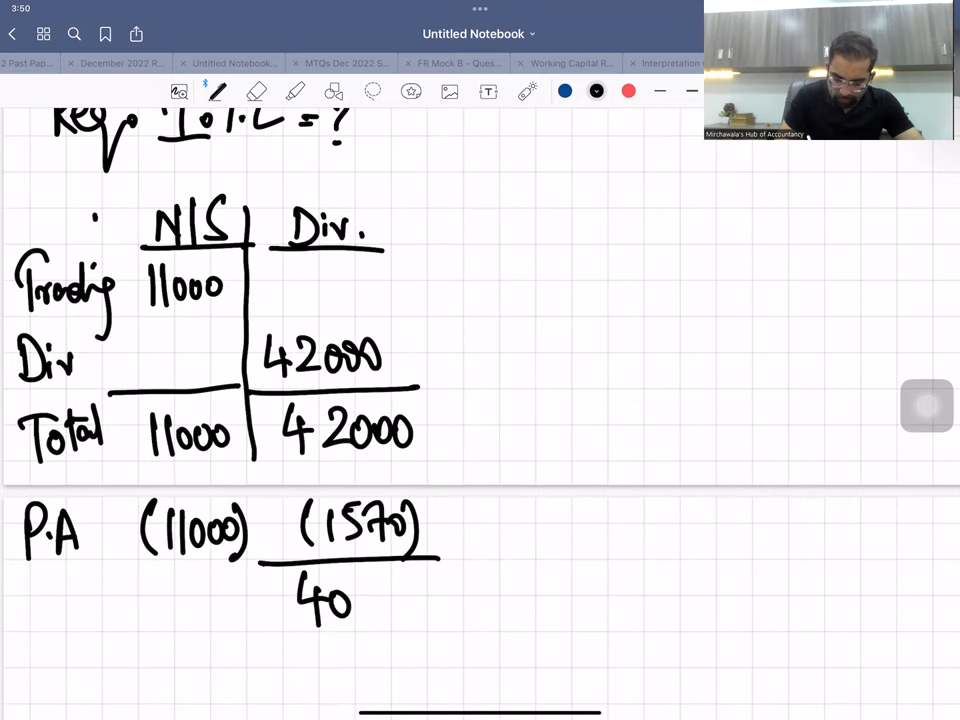 3:50
Untitled Notebook
2 Past Pap...
December 2022 R...
Untitled Notebook...
MTQs Dec 2022 S...
FR Mock B - Ques...
Working Capital R...
Interpretation
Mirchawala's Hub of Accountancy
Req. I.T.L = ?
N/S Div.
Trading 11000
Div 42000
Total 11000 42000
P.A (11000) (1570)
40